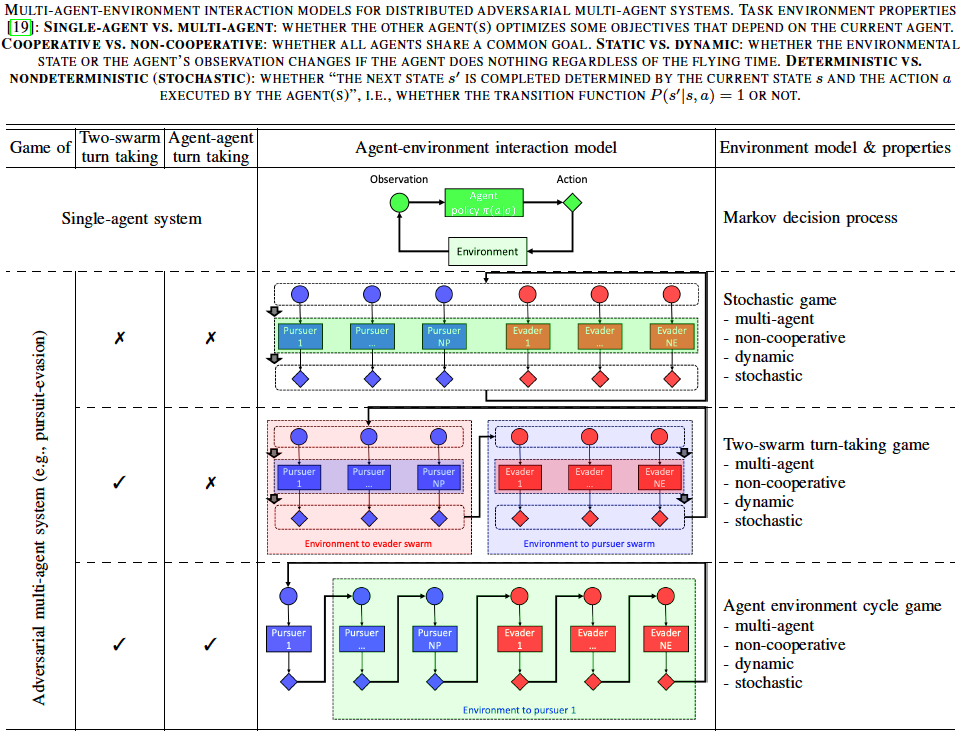 MULTI-AGENT-ENVIRONMENT INTERACTION MODELS FOR DISTRIBUTED ADVERSARIAL MULTI-AGENT SYSTEMS. TASK ENVIRONMENT PROPERTIES
[19]: SINGLE-AGENT VS. MULTI-AGENT: WHETHER THE OTHER AGENT(S) OPTIMIZES SOME OBJECTIVES THAT DEPEND ON THE CURRENT AGENT.
COOPERATIVE VS. NON-COOPERATIVE: WHETHER ALL AGENTS SHARE A COMMON GOAL. STATIC VS. DYNAMIC: WHETHER THE ENVIRONMENTAL
STATE OR THE AGENT'S OBSERVATION CHANGES IF THE AGENT DOES NOTHING REGARDLESS OF THE FLYING TIME. DETERMINISTIC VS.
NONDETERMINISTIC (STOCHASTIC): WHETHER "THE NEXT STATE s′ IS COMPLETED DETERMINED BY THE CURRENT STATE s AND THE ACTION a
EXECUTED BY THE AGENT(S)", I.E., WHETHER THE TRANSITION FUNCTION P(s′|s, a) = 1 OR NOT.
Game of
Two-swarm
turn taking
Agent-agent
turn taking
Agent-environment interaction model
Environment model & properties
Single-agent system
Observation
Action
Agent
policy π(a|o)
Environment
Markov decision process
Adversarial multi-agent system (e.g., pursuit-evasion)
✗
✗
Pursuer
1
Pursuer
...
Pursuer
NP
Evader
1
Evader
...
Evader
NE
Stochastic game
- multi-agent
- non-cooperative
- dynamic
- stochastic
✓
✗
Pursuer
1
Pursuer
...
Pursuer
NP
Environment to evader swarm
Evader
1
Evader
...
Evader
NE
Environment to pursuer swarm
Two-swarm turn-taking game
- multi-agent
- non-cooperative
- dynamic
- stochastic
✓
✓
Pursuer
1
Pursuer
...
Pursuer
NP
Evader
1
Evader
...
Evader
NE
Environment to pursuer 1
Agent environment cycle game
- multi-agent
- non-cooperative
- dynamic
- stochastic